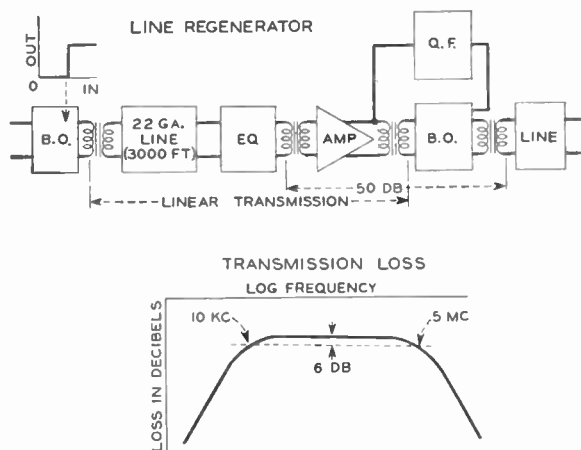 LINE REGENERATOR
OUT
0 IN
Q.F.
B.O.
22 GA.
LINE
(3000 FT)
EQ
AMP
B.O.
LINE
50 DB
LINEAR TRANSMISSION
TRANSMISSION LOSS
LOG FREQUENCY
10 KC
5 MC
6 DB
LOSS IN DECIBELS